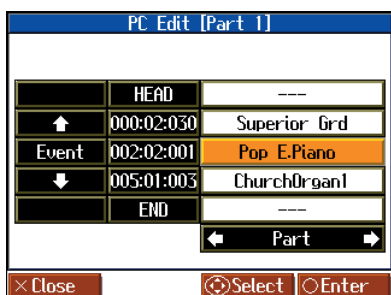 PC Edit [Part 1]
HEAD ---
000:02:030 Superior Grd
Event 002:02:001 Pop E.Piano
005:01:003 ChurchOrgan1
END ---
Part
×Close Select ○Enter